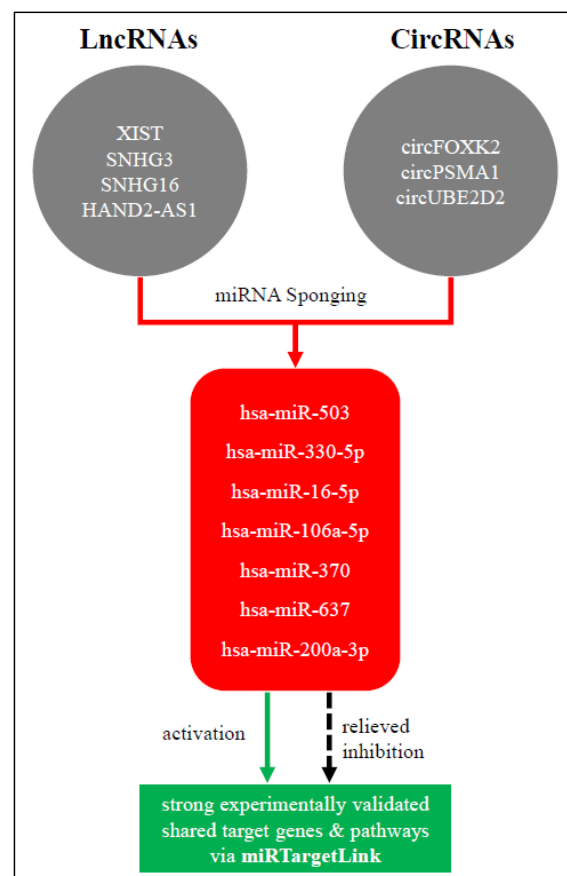 LncRNAs
CircRNAs
XIST
SNHG3
SNHG16
HAND2-AS1
circFOXK2
circPSMA1
circUBE2D2
miRNA Sponging
hsa-miR-503
hsa-miR-330-5p
hsa-miR-16-5p
hsa-miR-106a-5p
hsa-miR-370
hsa-miR-637
hsa-miR-200a-3p
activation
relieved
inhibition
strong experimentally validated
shared target genes & pathways
via miRTargetLink